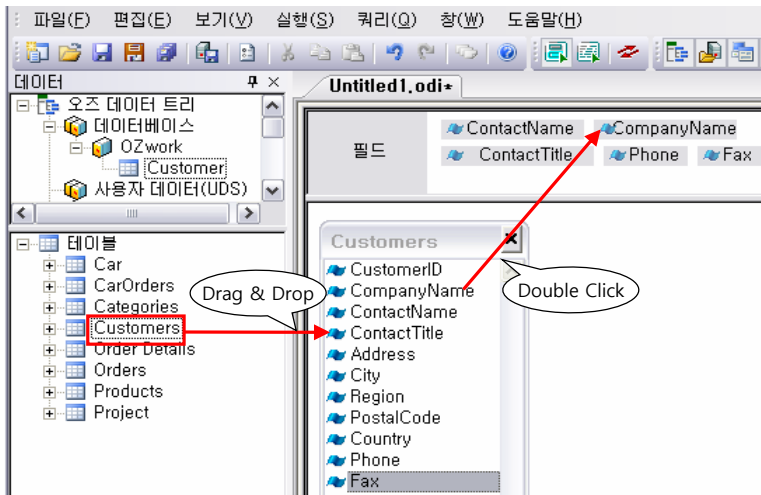 파일(F) 편집(E) 보기(V) 실행(S) 쿼리(Q) 창(W) 도움말(H)
데이터
오즈 데이터 트리
데이터베이스
OZwork
Customer
사용자 데이터(UDS)
테이블
Car
CarOrders
Categories
Customers
Order Details
Orders
Products
Project
Untitled1.odi*
필드
ContactName CompanyName
ContactTitle Phone Fax
Customers
CustomerID
CompanyName
ContactName
ContactTitle
Address
City
Region
PostalCode
Country
Phone
Fax
Drag & Drop
Double Click